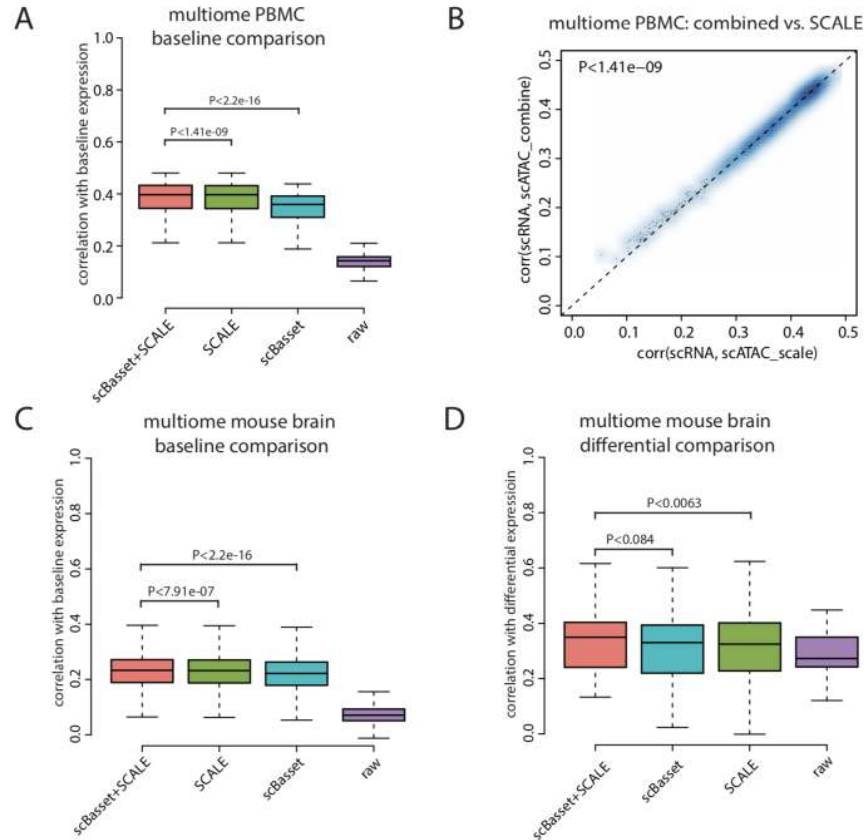 A
multiome PBMC
baseline comparison
correlation with baseline expression
1.0
0.8
0.6
0.4
0.2
0.0
P<2.2e-16
P<1.41e-09
scBasset+SCALE
SCALE
scBasset
raw
B
multiome PBMC: combined vs. SCALE
P<1.41e−09
corr(scRNA, scATAC_combine)
0.5
0.4
0.3
0.2
0.1
0.0
0.0 0.1 0.2 0.3 0.4 0.5
corr(scRNA, scATAC_scale)
C
multiome mouse brain
baseline comparison
correlation with baseline expression
1.0
0.8
0.6
0.4
0.2
0.0
P<2.2e-16
P<7.91e-07
scBasset+SCALE
SCALE
scBasset
raw
D
multiome mouse brain
differential comparison
correlation with differential expressioin
1.0
0.8
0.6
0.4
0.2
0.0
P<0.0063
P<0.084
scBasset+SCALE
scBasset
SCALE
raw